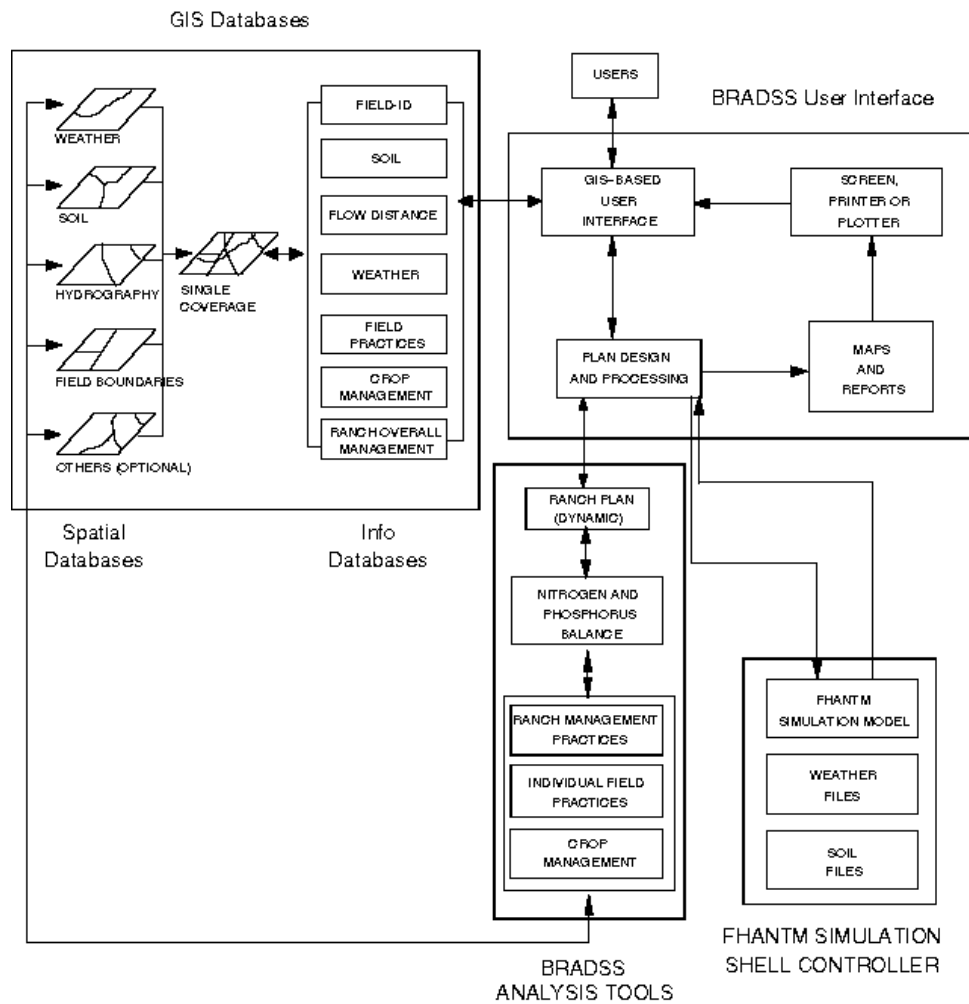 GIS Databases
WEATHER
SOIL
HYDROGRAPHY
FIELD BOUNDARIES
OTHERS (OPTIONAL)
SINGLE
COVERAGE
FIELD-ID
SOIL
FLOW DISTANCE
WEATHER
FIELD
PRACTICES
CROP
MANAGEMENT
RANCH OVERALL
MANAGEMENT
Spatial
Databases
Info
Databases
USERS
BRADSS User Interface
GIS-BASED
USER
INTERFACE
SCREEN,
PRINTER OR
PLOTTER
PLAN DESIGN
AND PROCESSING
MAPS
AND
REPORTS
RANCH PLAN
(DYNAMIC)
NITROGEN AND
PHOSPHORUS
BALANCE
RANCH MANAGEMENT
PRACTICES
INDIVIDUAL FIELD
PRACTICES
CROP
MANAGEMENT
BRADSS
ANALYSIS TOOLS
FHANTM
SIMULATION MODEL
WEATHER
FILES
SOIL
FILES
FHANTM SIMULATION
SHELL CONTROLLER